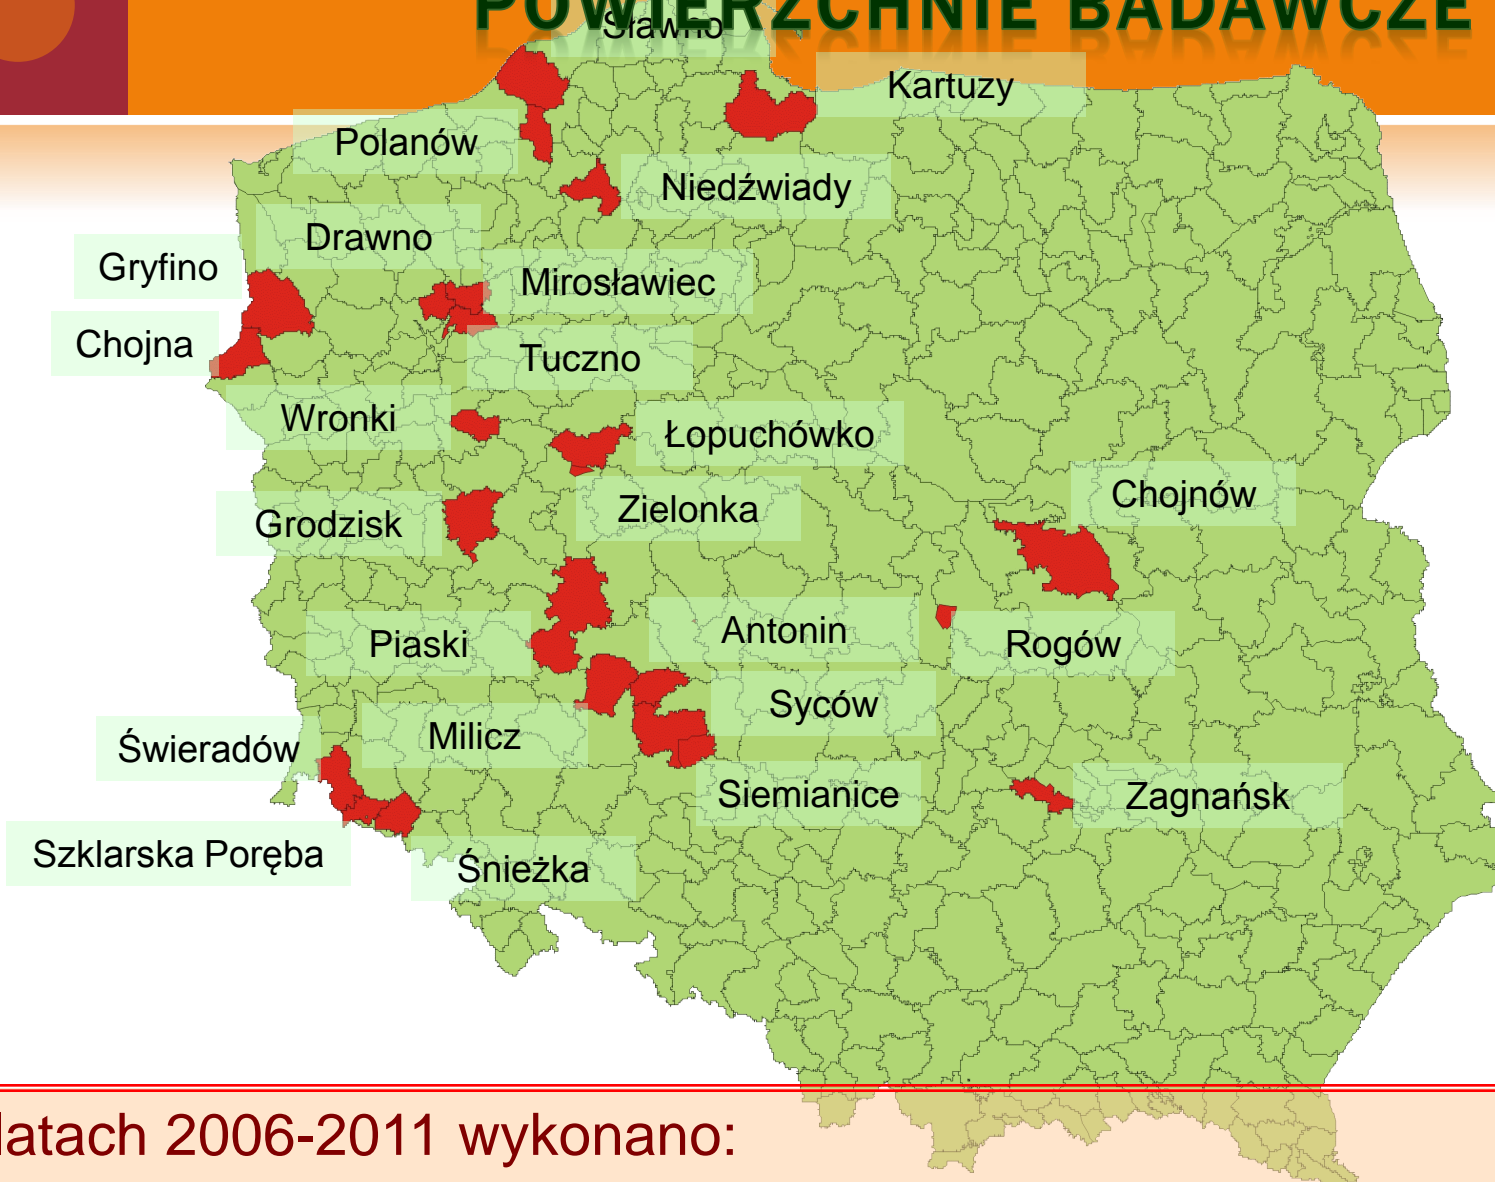 POWIERZCHNIE BADAWCZE
Sławno
Kartuzy
Polanów
Niedźwiady
Drawno
Gryfino
Mirosławiec
Chojna
Tuczno
Wronki
Łopuchówko
Chojnów
Zielonka
Grodzisk
Antonin
Piaski
Rogów
Syców
Milicz
Świeradów
Siemianice
Zagnańsk
Szklarska Poręba
Śnieżka
latach 2006-2011 wykonano: